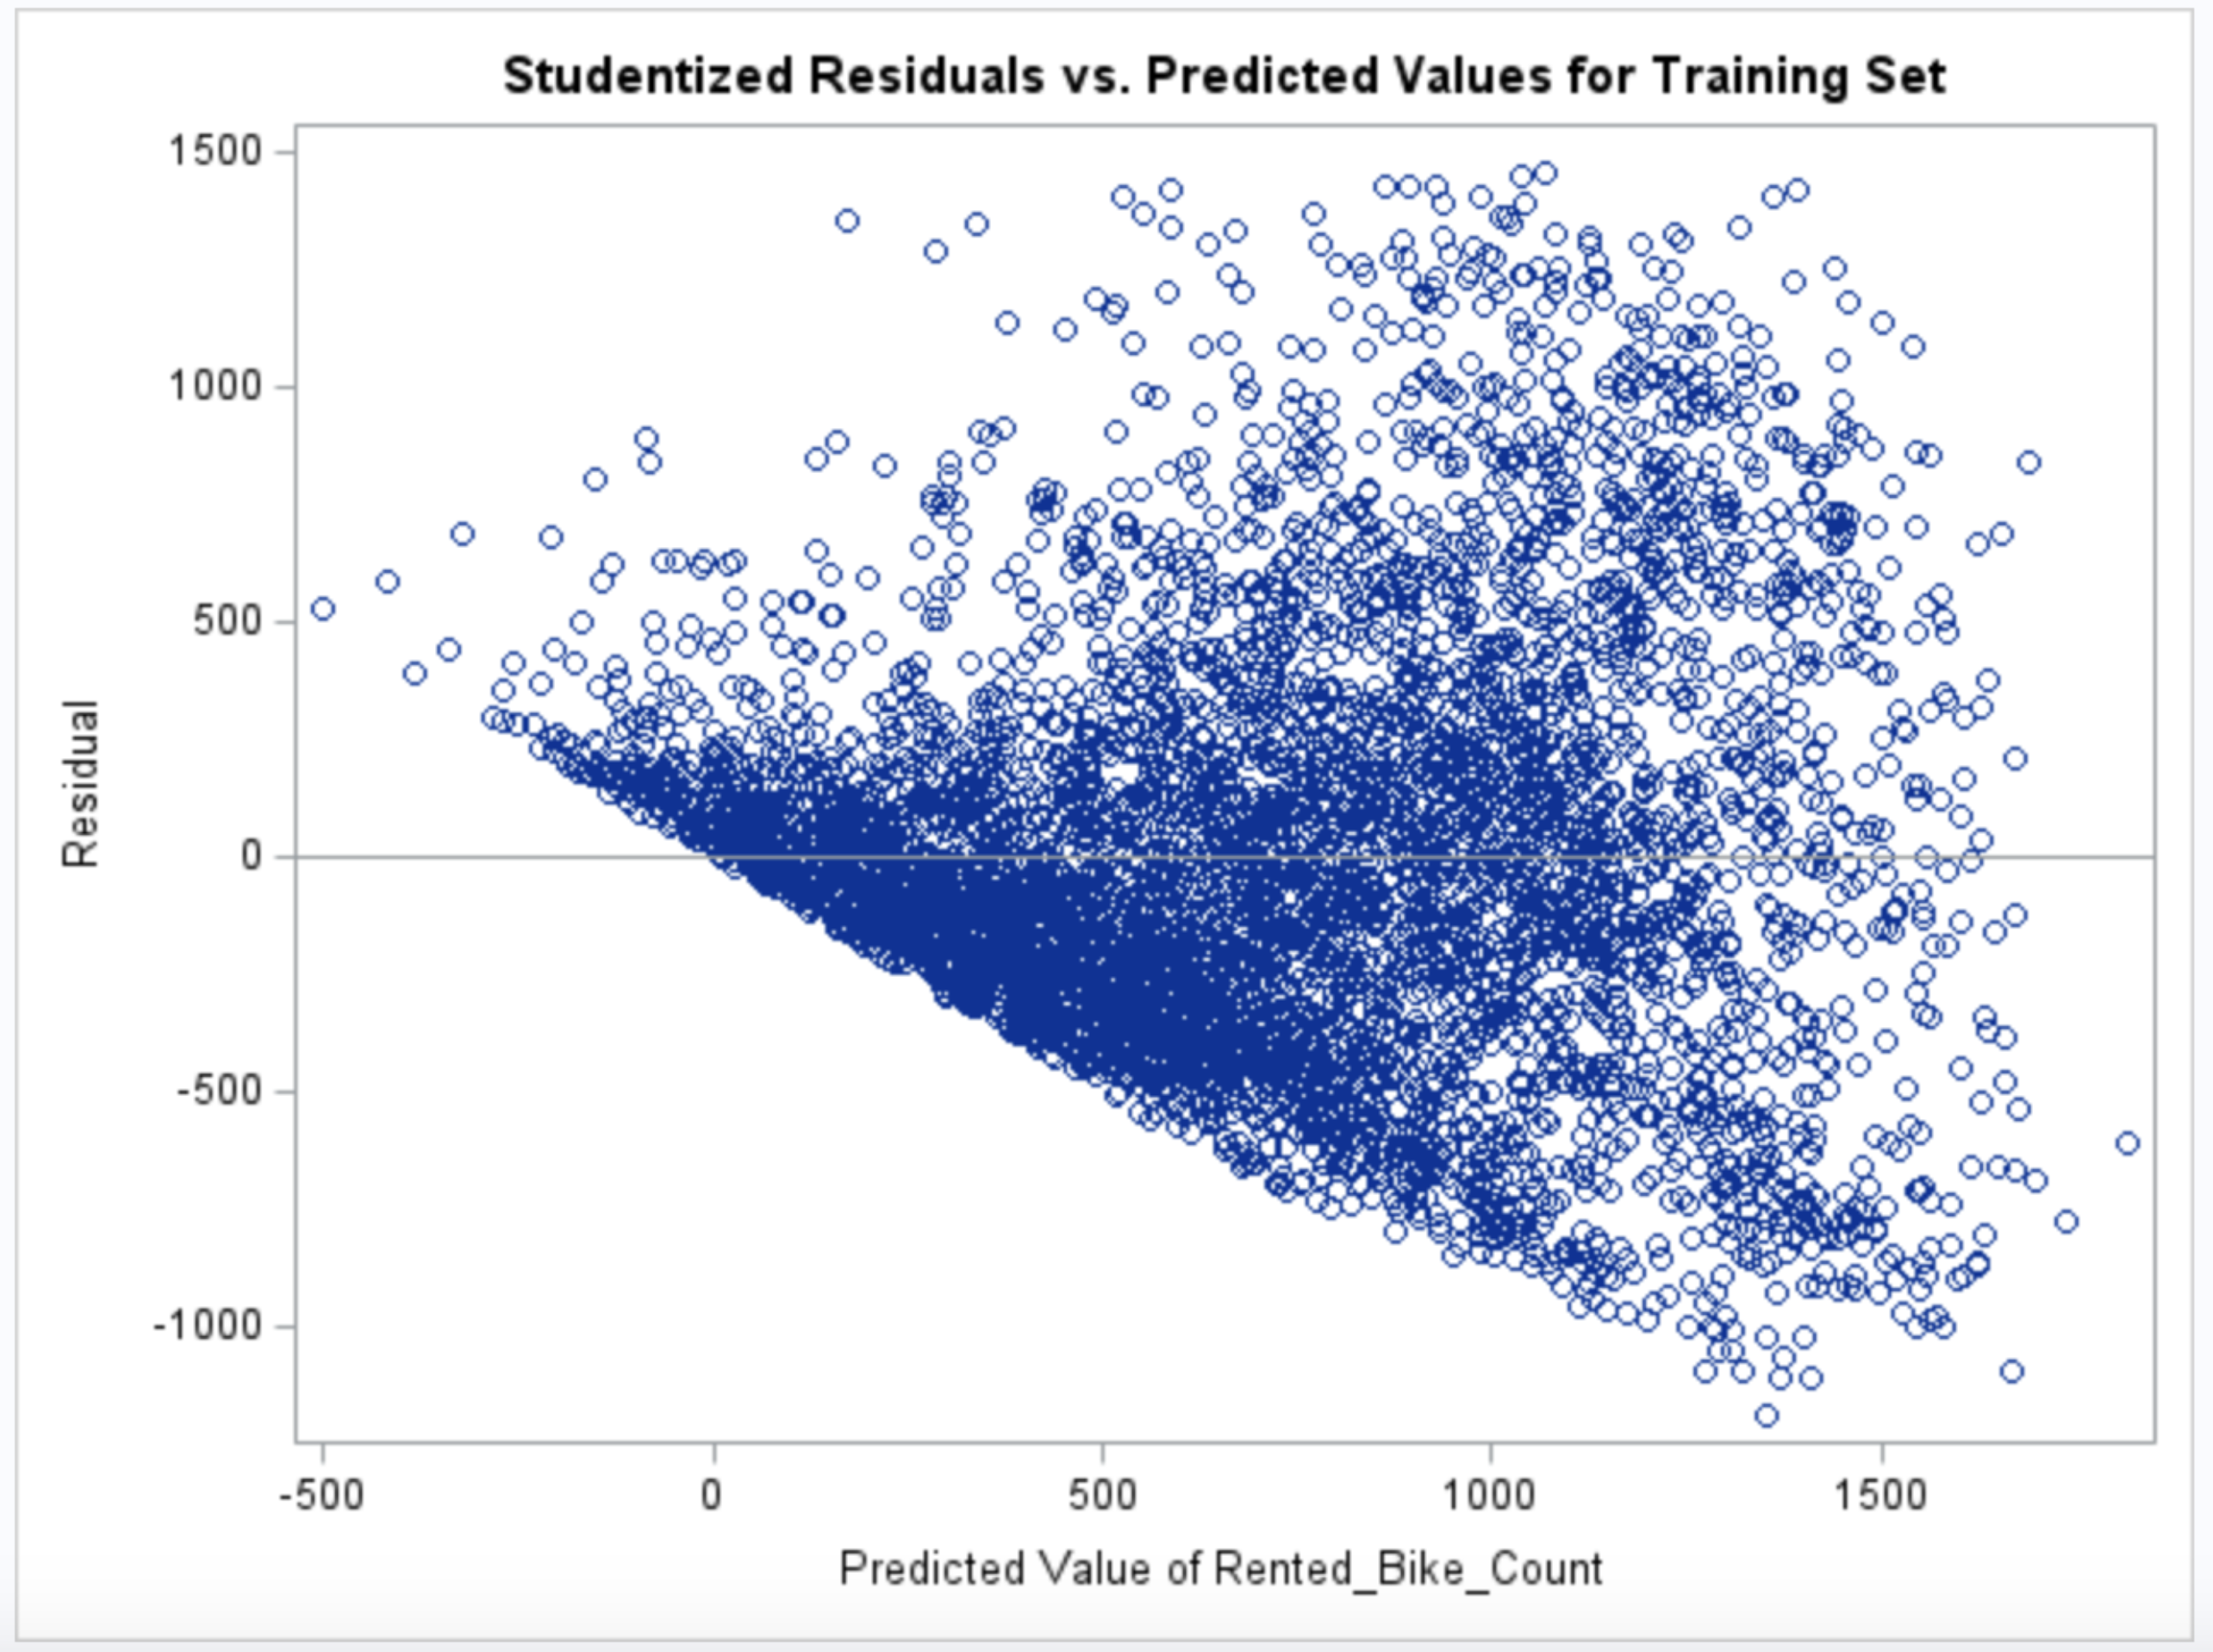 Studentized Residuals vs. Predicted Values for Training Set
1500
1000
500
0
-500
-1000
Residual
-500 0 500 1000 1500
Predicted Value of Rented_Bike_Count